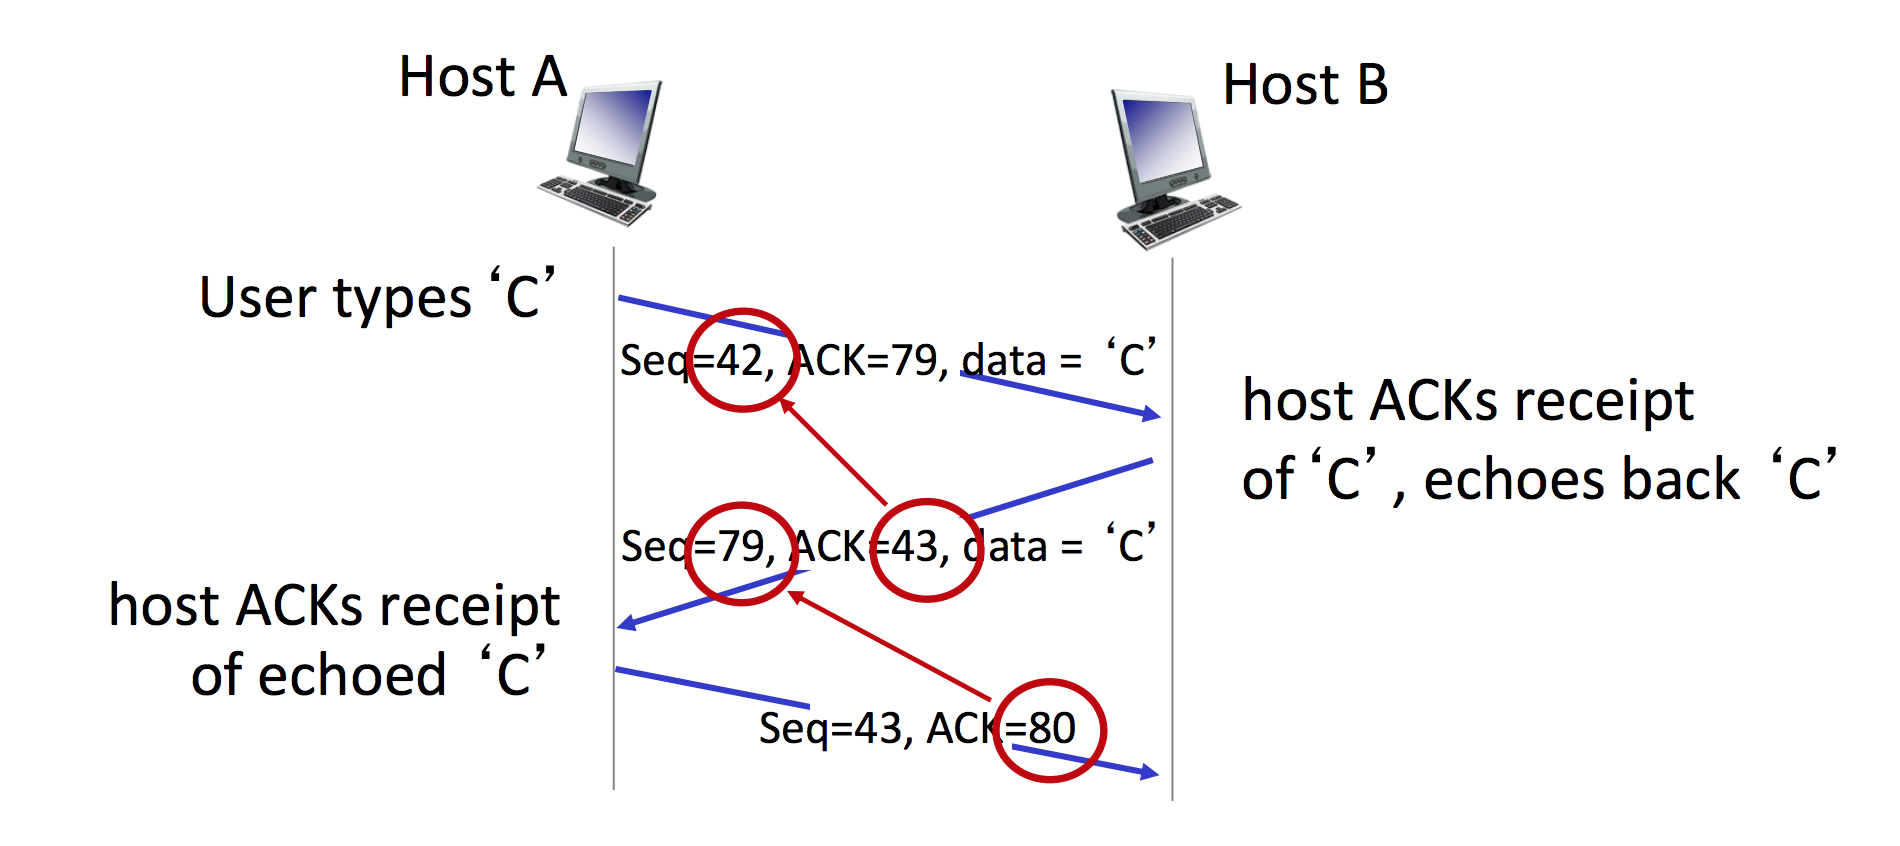 Host A
Host B
User types ‘C’
Seq=42, ACK=79, data = ‘C’
host ACKs receipt
of ‘C’, echoes back ‘C’
Seq=79, ACK=43, data = ‘C’
host ACKs receipt
of echoed ‘C’
Seq=43, ACK=80